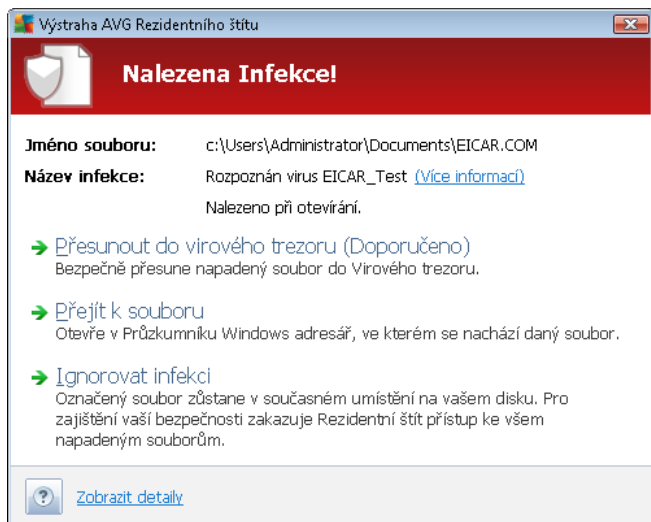 Výstraha AVG Rezidentního štítu
Nalezena Infekce!
Jméno souboru: c:\Users\Administrator\Documents\EICAR.COM
Název infekce: Rozpoznán virus EICAR_Test (Více informací)
Nalezeno při otevírání.
Přesunout do virového trezoru (Doporučeno)
Bezpečně přesune napadený soubor do Virového trezoru.
Přejít k souboru
Otevře v Průzkumníku Windows adresář, ve kterém se nachází daný soubor.
Ignorovat infekci
Označený soubor zůstane v současném umístění na vašem disku. Pro
zajištění vaší bezpečnosti zakazuje Rezidentní štít přístup ke všem
napadeným souborům.
? Zobrazit detaily